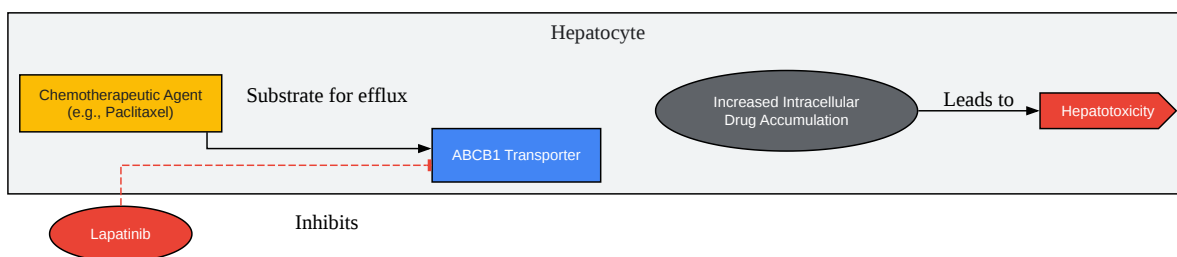 Hepatocyte
Chemotherapeutic Agent
(e.g., Paclitaxel)
Substrate for efflux
ABCB1 Transporter
Increased Intracellular
Drug Accumulation
Leads to
Hepatotoxicity
Inhibits
Lapatinib